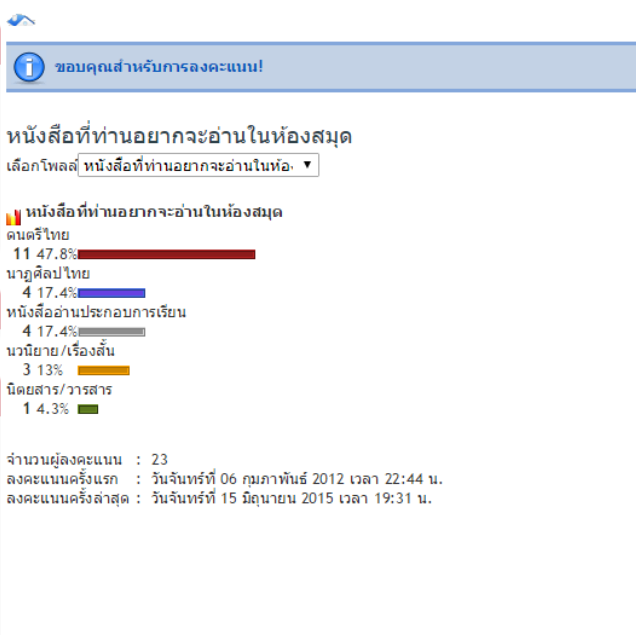 ขอบคุณสำหรับการลงคะแนน!
หนังสือที่ท่านอยากจะอ่านในห้องสมุด
เลือกโพลล์ หนังสือที่ท่านอยากจะอ่านในห้อง
หนังสือที่ท่านอยากจะอ่านในห้องสมุด
ดนตรีไทย
11 47.8%
นาฏศิลปไทย
4 17.4%
หนังสืออ่านประกอบการเรียน
4 17.4%
นวนิยาย/เรื่องสั้น
3 13%
นิตยสาร/วารสาร
1 4.3%
จำนวนผู้ลงคะแนน : 23
ลงคะแนนครั้งแรก : วันจันทร์ที่ 06 กุมภาพันธ์ 2012 เวลา 22:44 น.
ลงคะแนนครั้งล่าสุด : วันจันทร์ที่ 15 มิถุนายน 2015 เวลา 19:31 น.